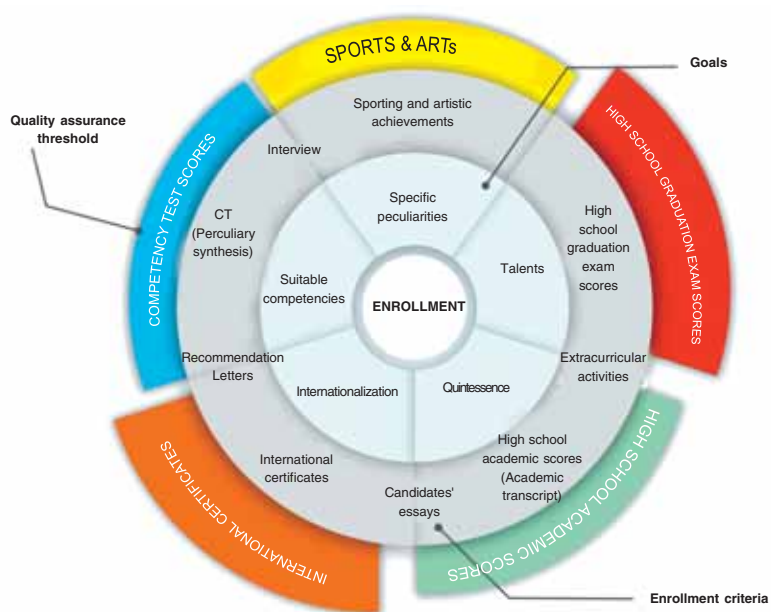 SPORTS & ARTs
Goals
HIGH SCHOOL GRADUATION EXAM SCORES
Quality assurance
threshold
COMPETENCY TEST SCORES
Sporting and artistic
achievements
Interview
Specific
peculiarities
CT
(Perculiary
synthesis)
High
school
graduation
exam
scores
Talents
Suitable
competencies
ENROLLMENT
Recommendation
Letters
Extracurricular
activities
Internationalization
Quintessence
High school
academic scores
(Academic
transcript)
International
certificates
Candidates'
essays
INTERNATIONAL CERTIFICATES
HIGH SCHOOL ACADEMIC SCORES
Enrollment criteria